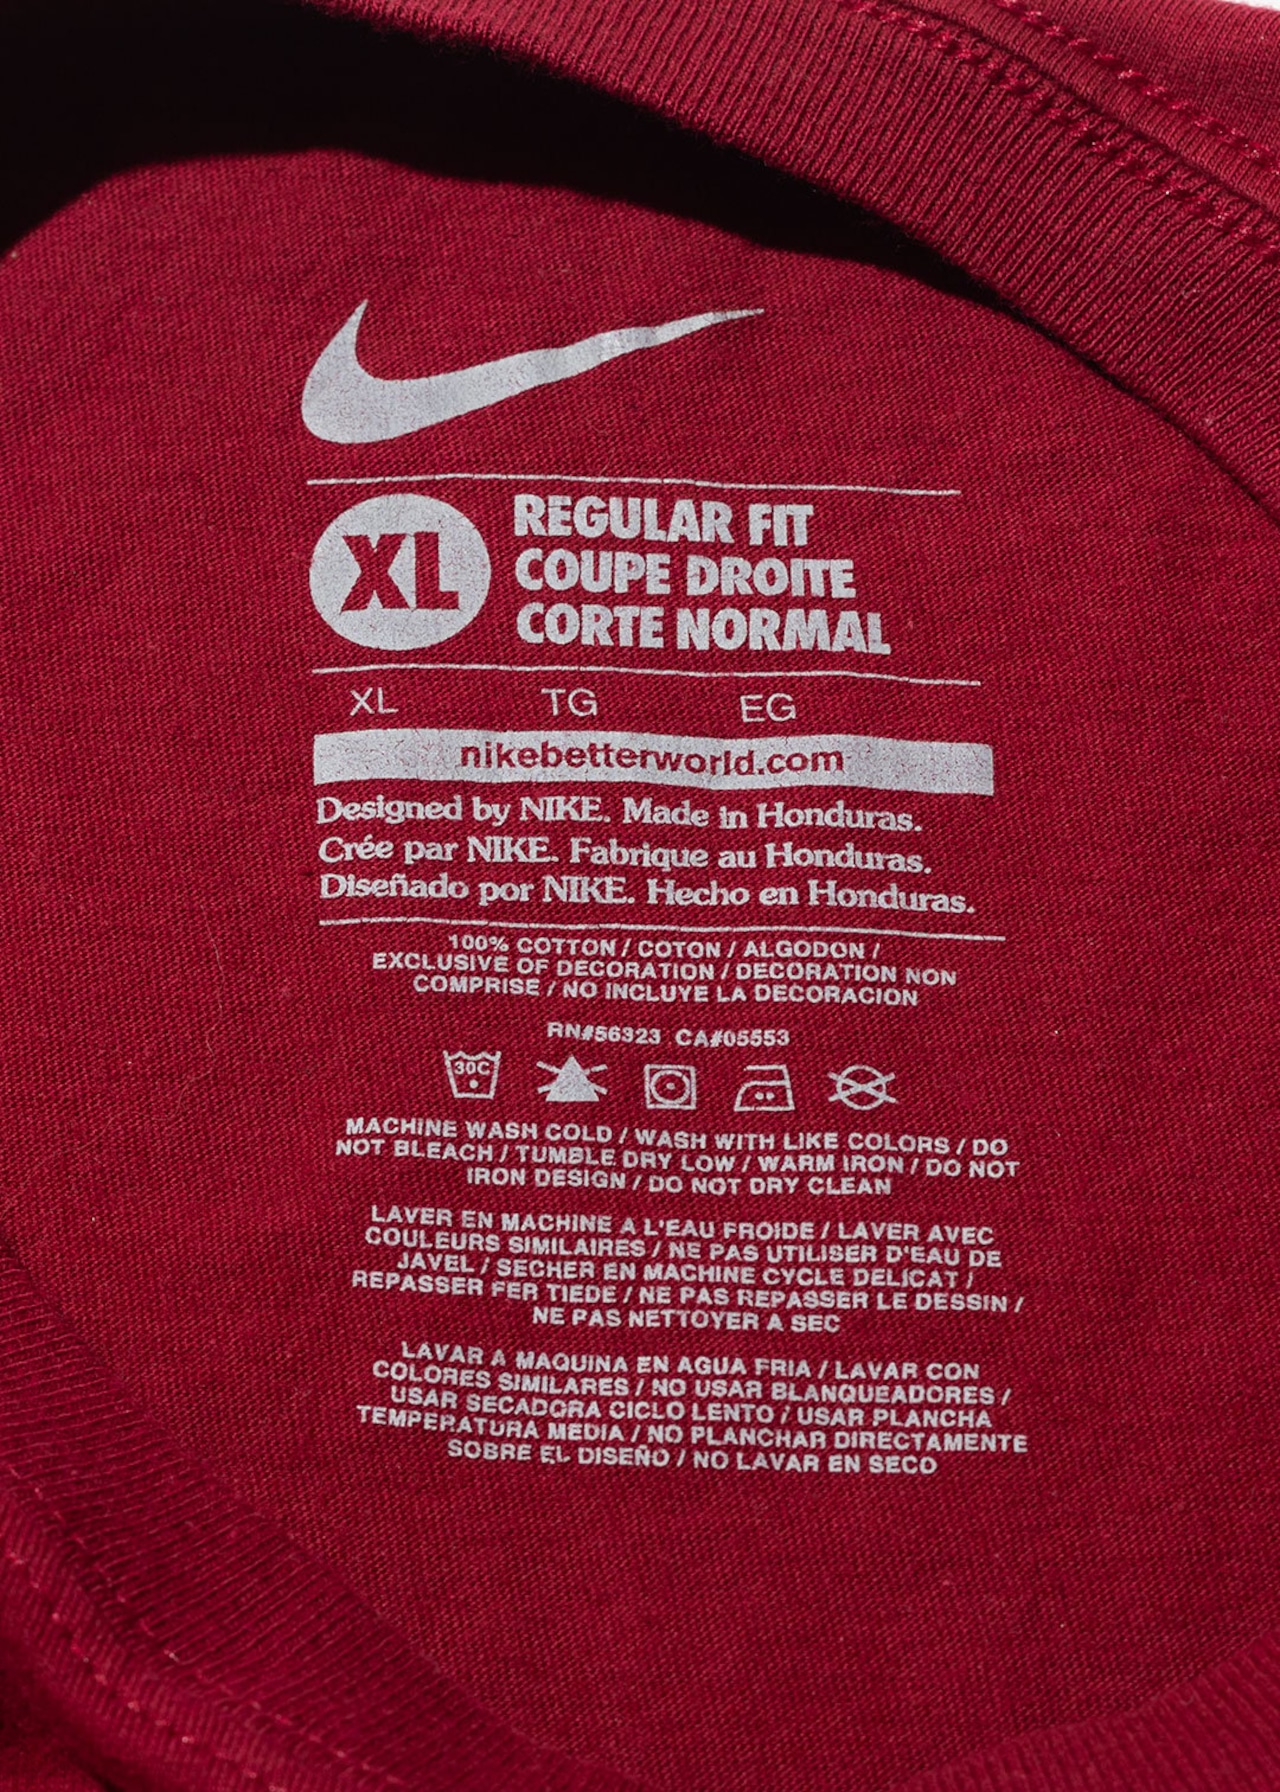 XL
REGULAR FIT
COUPE DROITE
CORTE NORMAL
XL TG EG
nikebetterworld.com
Designed by NIKE. Made in Honduras.
Crée par NIKE. Fabrique au Honduras.
Diseñado por NIKE. Hecho en Honduras.
100% COTTON / COTON / ALGODON /
EXCLUSIVE OF DECORATION / DECORATION NON
COMPRISE / NO INCLUYE LA DECORACION
RN#56323 CA#05553
30C
MACHINE WASH COLD / WASH WITH LIKE COLORS / DO
NOT BLEACH / TUMBLE DRY LOW / WARM IRON / DO NOT
IRON DESIGN / DO NOT DRY CLEAN
LAVER EN MACHINE A L'EAU FROIDE / LAVER AVEC
COULEURS SIMILAIRES / NE PAS UTILISER D'EAU DE
JAVEL / SECHER EN MACHINE CYCLE DELICAT /
REPASSER FER TIEDE / NE PAS REPASSER LE DESSIN /
NE PAS NETTOYER A SEC
LAVAR A MAQUINA EN AGUA FRIA / LAVAR CON
COLORES SIMILARES / NO USAR BLANQUEADORES /
USAR SECADORA CICLO LENTO / USAR PLANCHA
TEMPERATURA MEDIA / NO PLANCHAR DIRECTAMENTE
SOBRE EL DISEÑO / NO LAVAR EN SECO